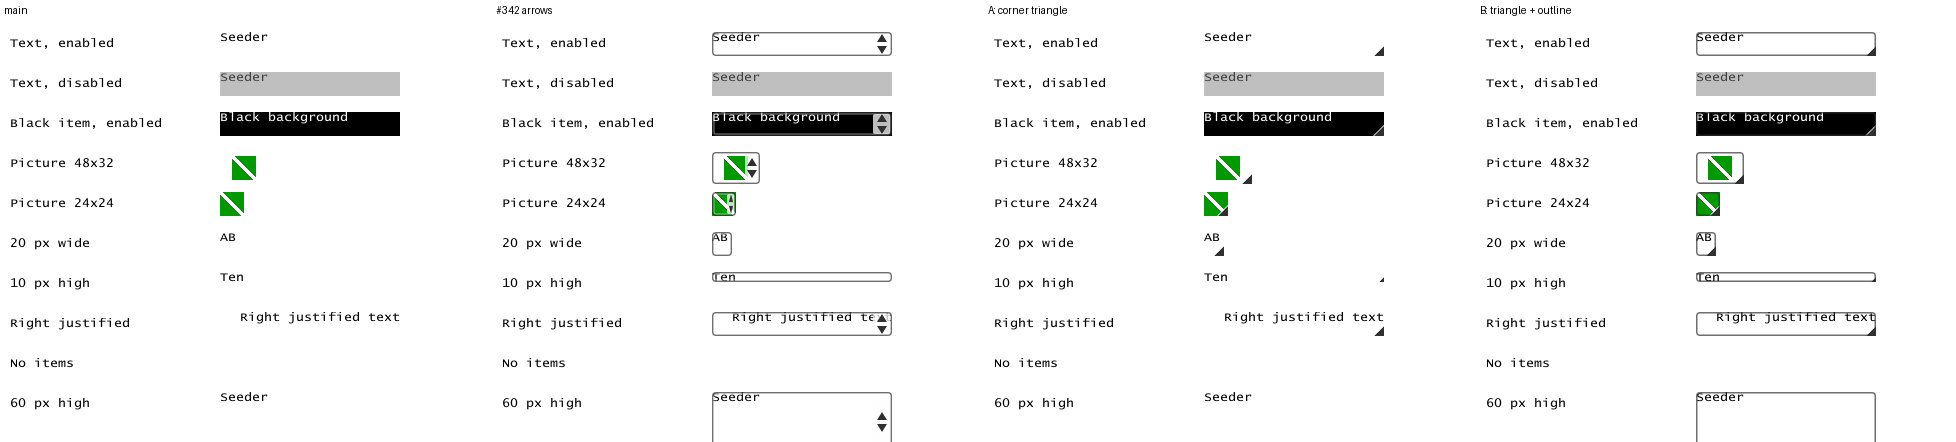 main #342 arrows A: corner triangle B: triangle + outline
Text, enabled Seeder Text, enabled Seeder Text, enabled Seeder Text, enabled Seeder
Text, disabled Seeder Text, disabled Seeder Text, disabled Seeder Text, disabled Seeder
Black item, enabled Black background Black item, enabled Black background Black item, enabled Black background Black item, enabled Black background
Picture 48x32 Picture 48x32 Picture 48x32 Picture 48x32
Picture 24x24 Picture 24x24 Picture 24x24 Picture 24x24
20 px wide AB 20 px wide AB 20 px wide AB 20 px wide AB
10 px high Ten 10 px high Ten 10 px high Ten 10 px high Ten
Right justified Right justified text Right justified Right justified te Right justified Right justified text Right justified Right justified text
No items No items No items No items
60 px high Seeder 60 px high Seeder 60 px high Seeder 60 px high Seeder